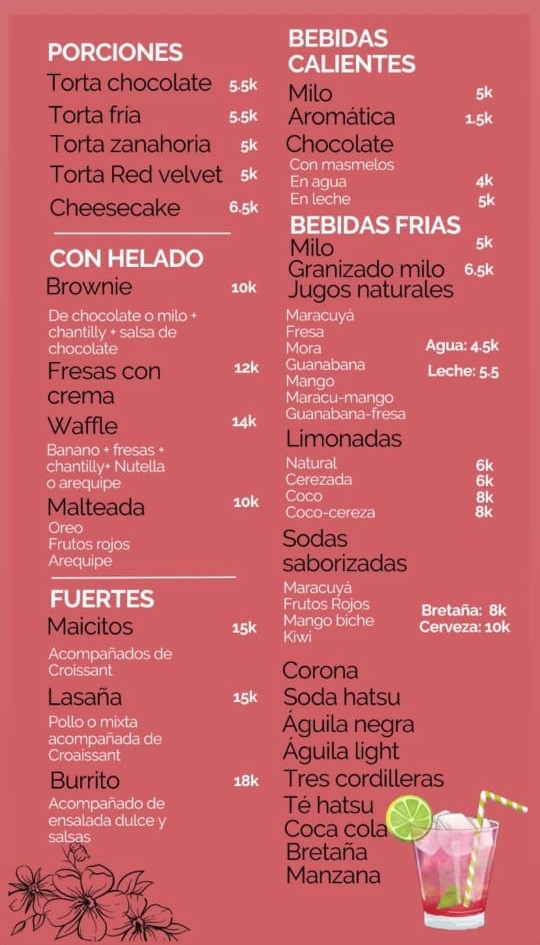 PORCIONES
Torta chocolate 5.5k
Torta fría 5.5k
Torta zanahoria 5k
Torta Red velvet 5k
Cheesecake 6.5k
CON HELADO
Brownie 10k
De chocolate o milo +
chantilly + salsa de
chocolate
Fresas con 12k
crema
Waffle 14k
Banano + fresas +
chantilly+ Nutella
o arequipe
Malteada 10k
Oreo
Frutos rojos
Arequipe
FUERTES
Maicitos 15k
Acompañados de
Croissant
Lasaña 15k
Pollo o mixta
acompañada de
Croaissant
Burrito 18k
Acompañado de
ensalada dulce y
salsas
BEBIDAS
CALIENTES
Milo 5k
Aromática 1.5k
Chocolate
Con masmelos
En agua 4k
En leche 5k
BEBIDAS FRIAS
Milo 5k
Granizado milo 6.5k
Jugos naturales
Maracuyá
Fresa
Mora Agua: 4.5k
Guanabana Leche: 5.5
Mango
Maracu-mango
Guanabana-fresa
Limonadas
Natural 6k
Cerezada 6k
Coco 8k
Coco-cereza 8k
Sodas
saborizadas
Maracuyá
Frutos Rojos Bretaña: 8k
Mango biche Cerveza: 10k
Kiwi
Corona
Soda hatsu
Águila negra
Águila light
Tres cordilleras
Té hatsu
Coca cola
Bretaña
Manzana